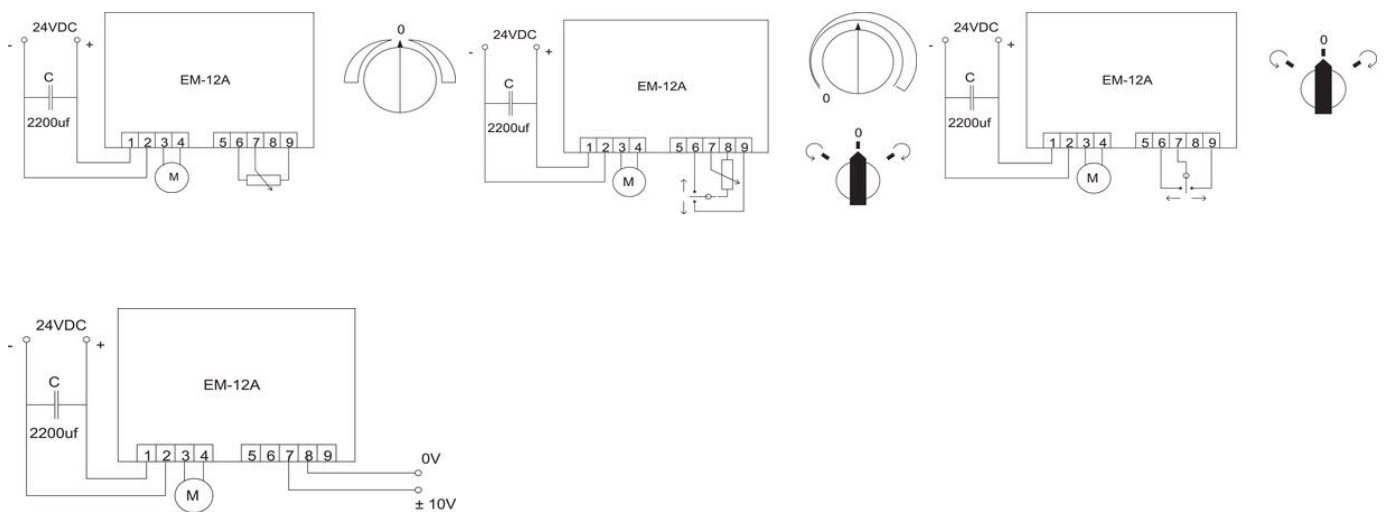 24VDC
- +
C
2200uf
EM-12A
1 2 3 4 5 6 7 8 9
M
0
24VDC
- +
C
2200uf
EM-12A
1 2 3 4 5 6 7 8 9
M
0
0
24VDC
- +
C
2200uf
EM-12A
1 2 3 4 5 6 7 8 9
M
0
24VDC
- +
C
2200uf
EM-12A
1 2 3 4 5 6 7 8 9
M
0V
± 10V